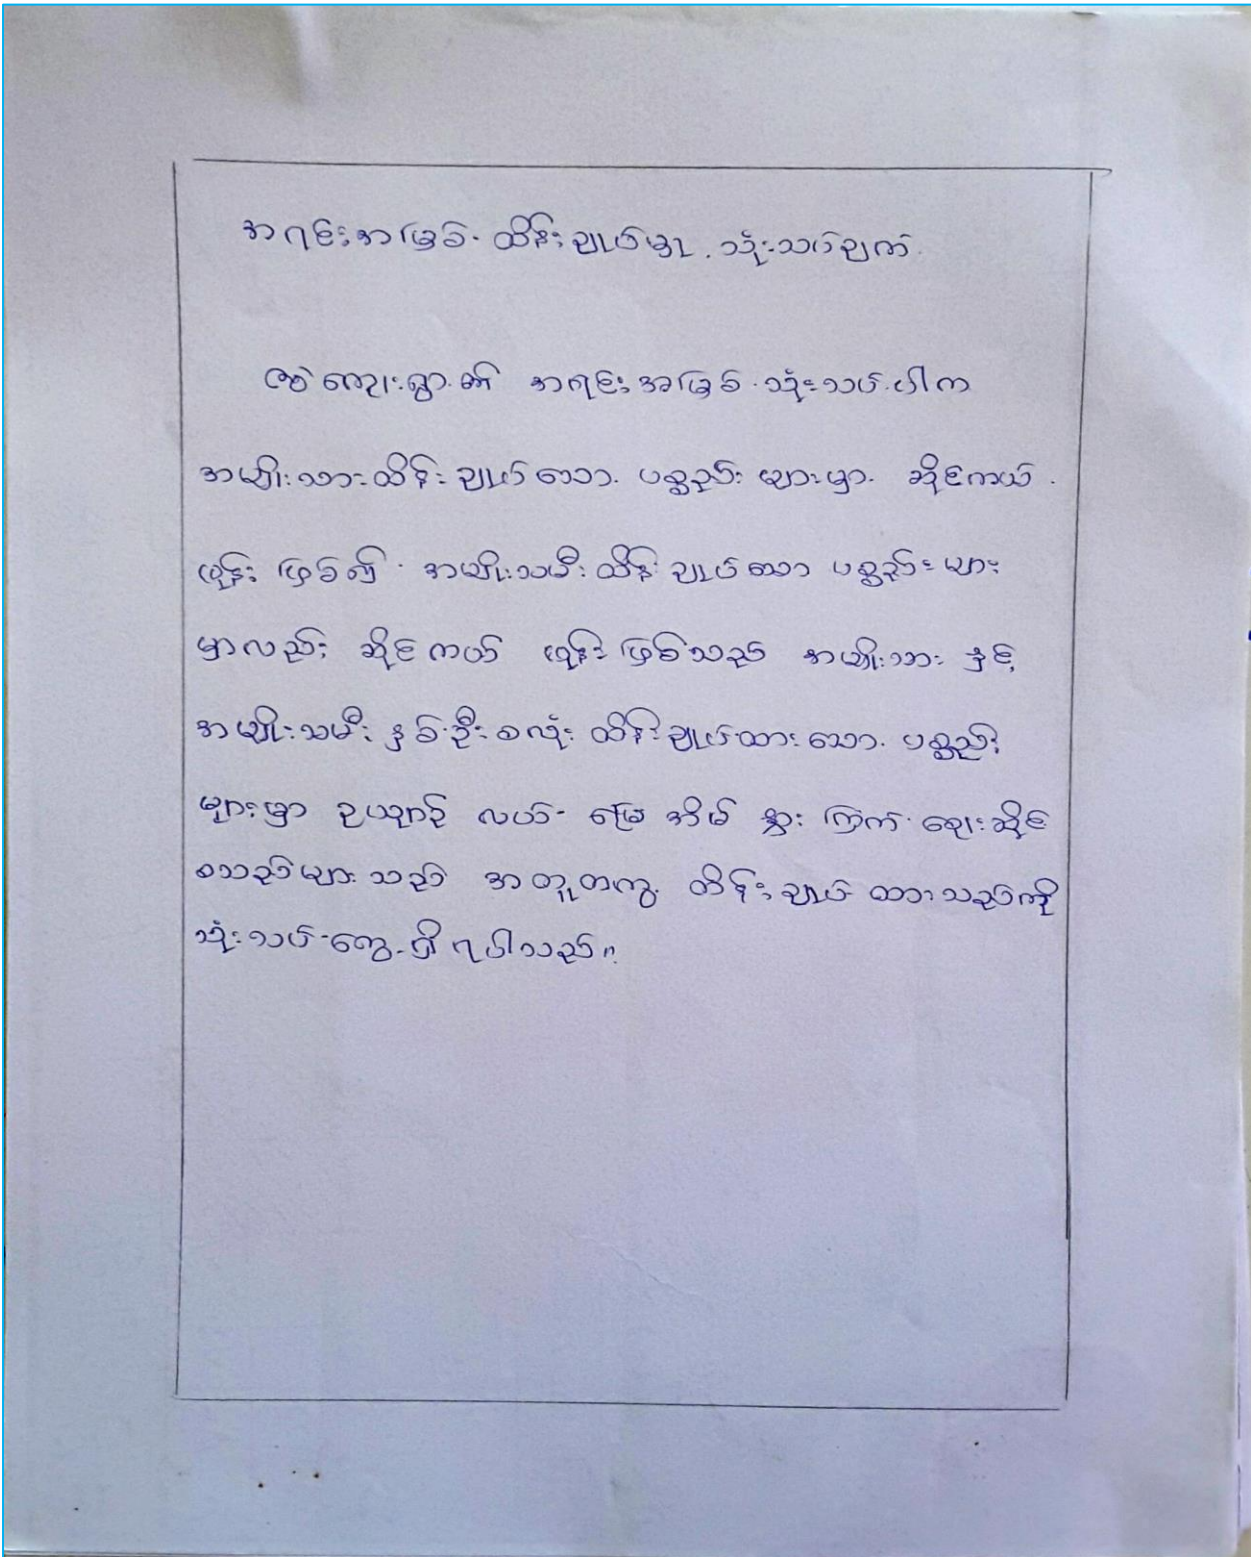 အရင်းအမြစ် ထိန်းချုပ်မှု သုံးသပ်ချက်
ကျေးရွာ၏ အရင်းအမြစ် သုံးသပ်ပါက
အမျိုးသားထိန်းချုပ်သော ပစ္စည်းများမှာ ဆိုင်ကယ်
ဖုန်း ဖြစ်၍ အမျိုးသမီးထိန်းချုပ်သော ပစ္စည်းများ
မှာလည်း ဆိုင်ကယ် ဖုန်းဖြစ်သည် အမျိုးသား နှင့်
အမျိုးသမီး နှစ်ဦးစလုံး ထိန်းချုပ်ထားသော ပစ္စည်း
များမှာ ဥယျာဉ် လယ် မြေ အိမ် နွား ကြက် ဈေးဆိုင်
စသည်များသည် အတူတကွ ထိန်းချုပ် ထားသည်ကို
သုံးသပ်တွေ့ရှိရပါသည်။